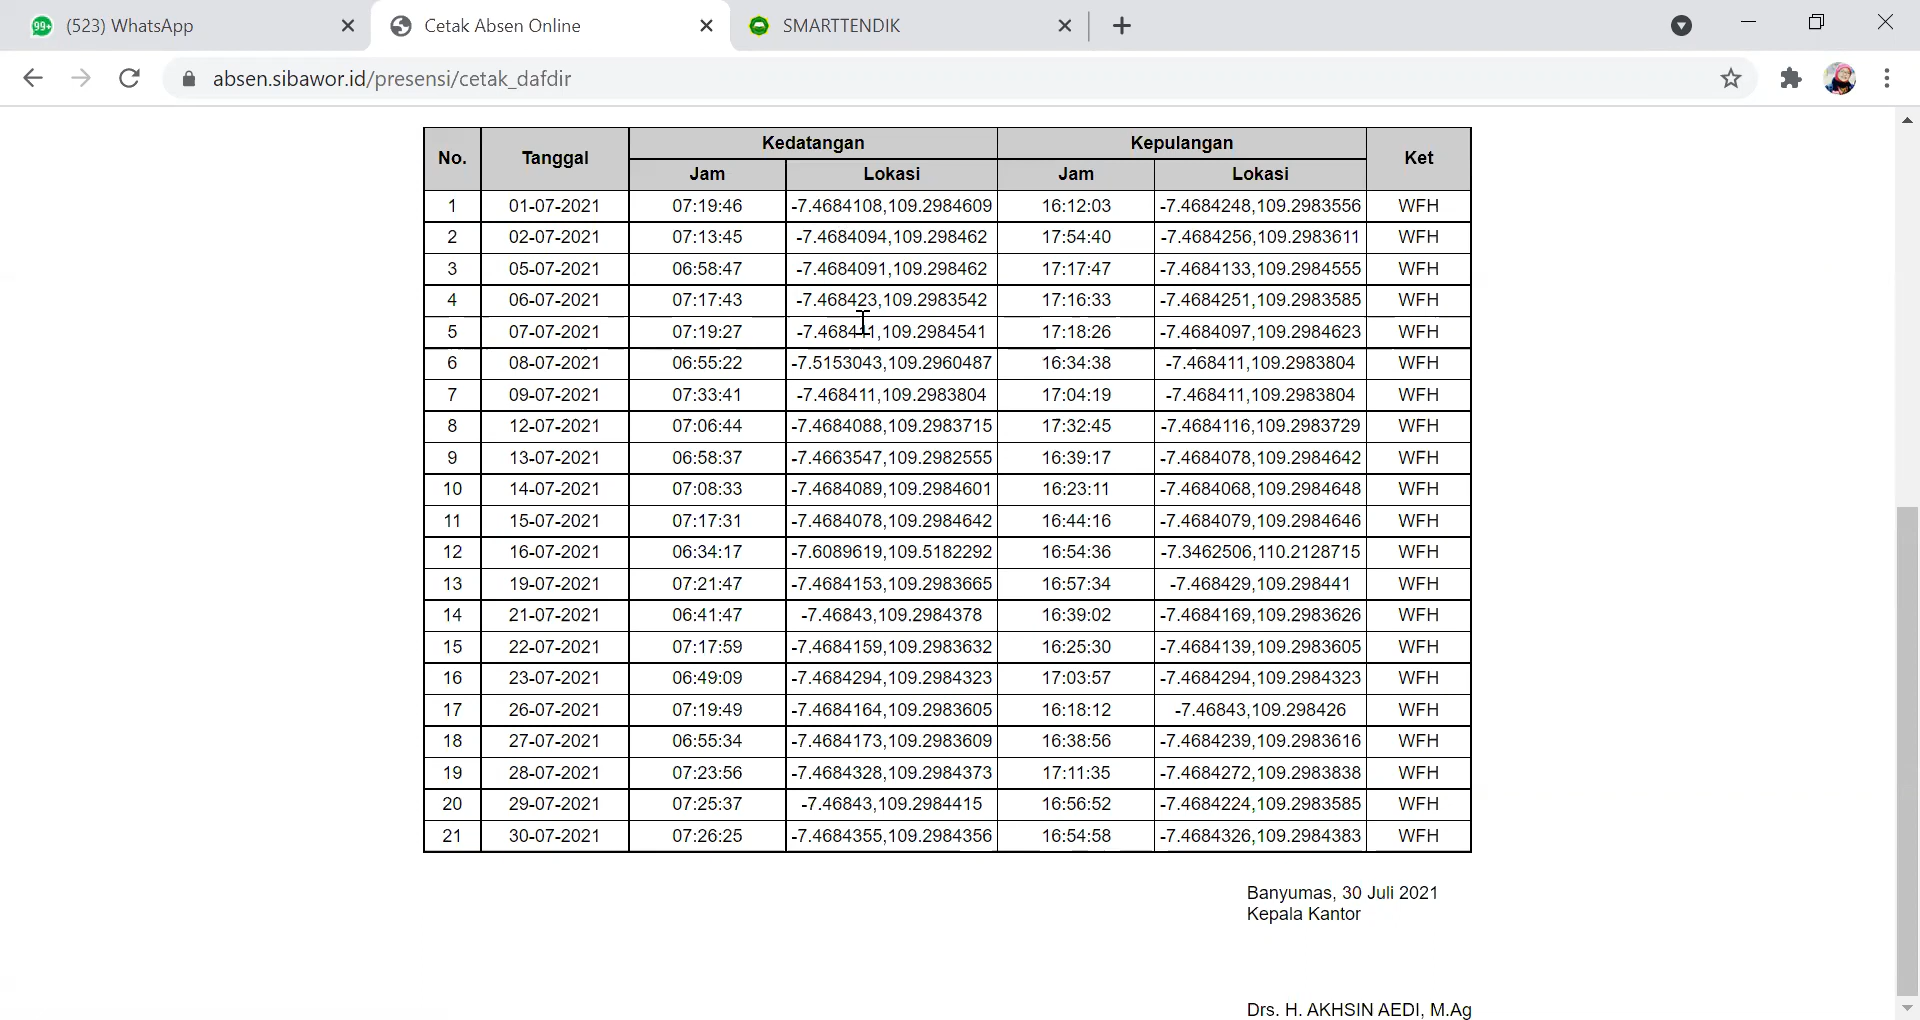 99+ (523) WhatsApp
Cetak Absen Online
SMARTTENDIK
absen.sibawor.id/presensi/cetak_dafdir
No. Tanggal Kedatangan Kepulangan Ket
Jam Lokasi Jam Lokasi
1 01-07-2021 07:19:46 -7.4684108,109.2984609 16:12:03 -7.4684248,109.2983556 WFH
2 02-07-2021 07:13:45 -7.4684094,109.298462 17:54:40 -7.4684256,109.2983611 WFH
3 05-07-2021 06:58:47 -7.4684091,109.298462 17:17:47 -7.4684133,109.2984555 WFH
4 06-07-2021 07:17:43 -7.468423,109.2983542 17:16:33 -7.4684251,109.2983585 WFH
5 07-07-2021 07:19:27 -7.468411,109.2984541 17:18:26 -7.4684097,109.2984623 WFH
6 08-07-2021 06:55:22 -7.5153043,109.2960487 16:34:38 -7.468411,109.2983804 WFH
7 09-07-2021 07:33:41 -7.468411,109.2983804 17:04:19 -7.468411,109.2983804 WFH
8 12-07-2021 07:06:44 -7.4684088,109.2983715 17:32:45 -7.4684116,109.2983729 WFH
9 13-07-2021 06:58:37 -7.4663547,109.2982555 16:39:17 -7.4684078,109.2984642 WFH
10 14-07-2021 07:08:33 -7.4684089,109.2984601 16:23:11 -7.4684068,109.2984648 WFH
11 15-07-2021 07:17:31 -7.4684078,109.2984642 16:44:16 -7.4684079,109.2984646 WFH
12 16-07-2021 06:34:17 -7.6089619,109.5182292 16:54:36 -7.3462506,110.2128715 WFH
13 19-07-2021 07:21:47 -7.4684153,109.2983665 16:57:34 -7.468429,109.298441 WFH
14 21-07-2021 06:41:47 -7.46843,109.2984378 16:39:02 -7.4684169,109.2983626 WFH
15 22-07-2021 07:17:59 -7.4684159,109.2983632 16:25:30 -7.4684139,109.2983605 WFH
16 23-07-2021 06:49:09 -7.4684294,109.2984323 17:03:57 -7.4684294,109.2984323 WFH
17 26-07-2021 07:19:49 -7.4684164,109.2983605 16:18:12 -7.46843,109.298426 WFH
18 27-07-2021 06:55:34 -7.4684173,109.2983609 16:38:56 -7.4684239,109.2983616 WFH
19 28-07-2021 07:23:56 -7.4684328,109.2984373 17:11:35 -7.4684272,109.2983838 WFH
20 29-07-2021 07:25:37 -7.46843,109.2984415 16:56:52 -7.4684224,109.2983585 WFH
21 30-07-2021 07:26:25 -7.4684355,109.2984356 16:54:58 -7.4684326,109.2984383 WFH
Banyumas, 30 Juli 2021
Kepala Kantor
Drs. H. AKHSIN AEDI, M.Ag